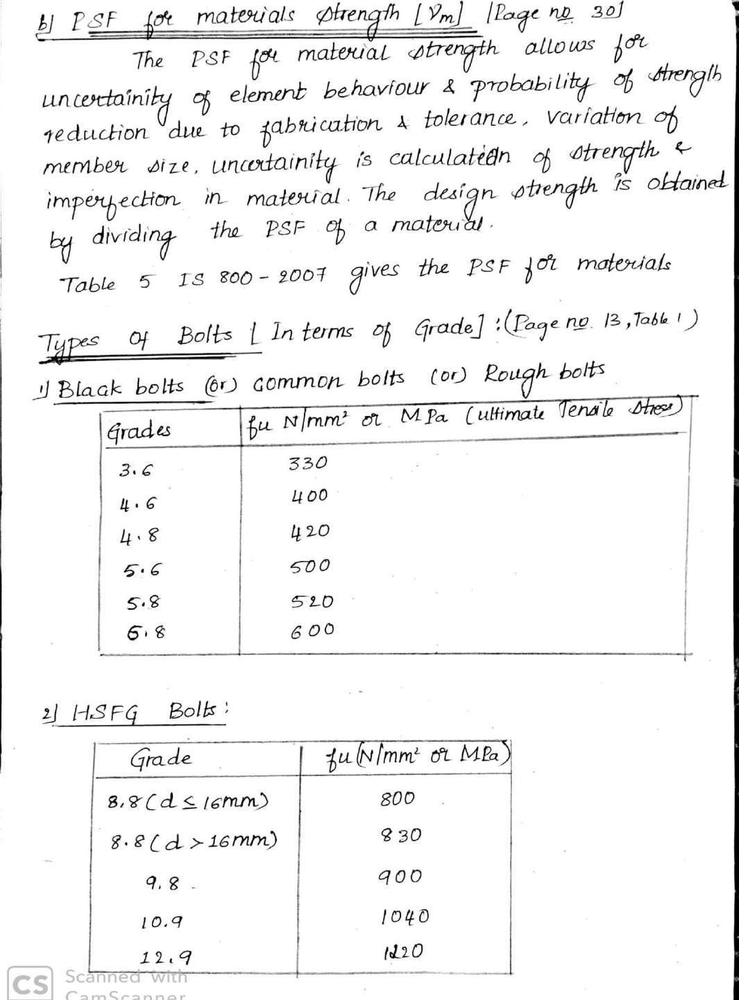 b] PSF for materials strength [γm] [Page no 30]
The PSF for material strength allows for
uncertainity of element behaviour & probability of strength
reduction due to fabrication & tolerance, variation of
member size, uncertainity is calculation of strength &
imperfection in material. The design strength is obtained
by dividing the PSF of a material.
Table 5 IS 800 - 2007 gives the PSF for materials
Types Of Bolts [In terms of Grade] : (Page no. 13, Table 1)
1] Black bolts (or) common bolts (or) Rough bolts
Grades fu N/mm² or MPa (ultimate Tensile stress)
3.6 330
4.6 400
4.8 420
5.6 500
5.8 520
6.8 600
2] HSFG Bolts :
Grade fu (N/mm² or MPa)
8.8 (d ≤ 16mm) 800
8.8 (d > 16mm) 830
9.8 900
10.9 1040
12.9 1220
CS Scanned with
CamScanner